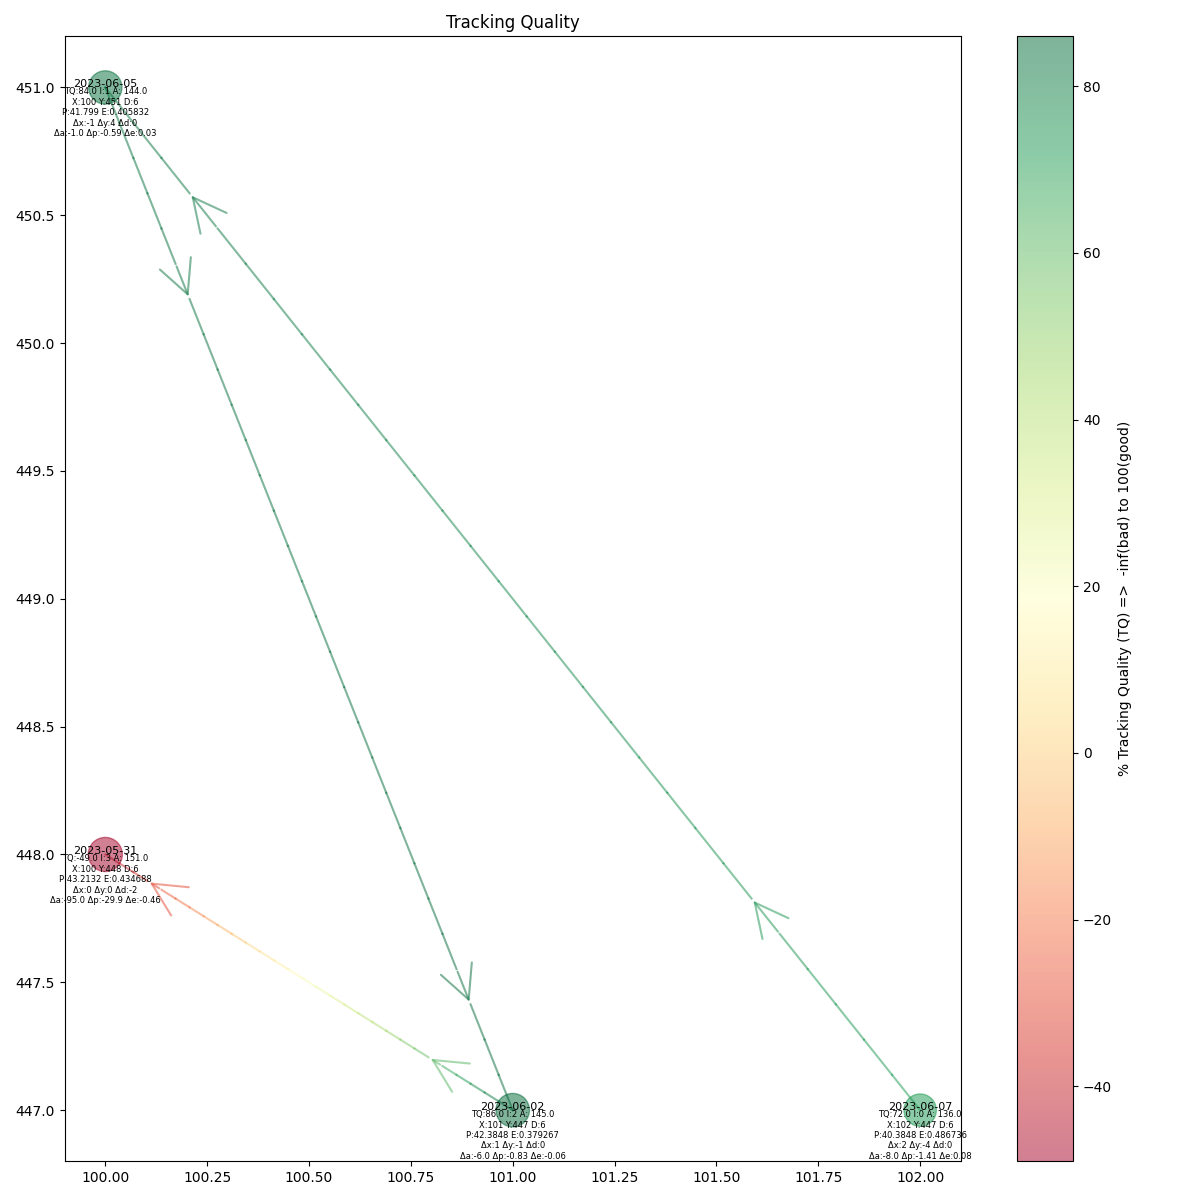 Tracking Quality
451.0
450.5
450.0
449.5
449.0
448.5
448.0
447.5
447.0
100.00
100.25
100.50
100.75
101.00
101.25
101.50
101.75
102.00
2023-06-05
TQ:84.0 I:1 A: 144.0
X:100 Y:451 D:6
P:41.799 E:0.405832
Δx:-1 Δy:4 Δd:0
Δa:-1.0 Δp:-0.59 Δe:0.03
2023-05-31
TQ:-49.0 I:3 A: 151.0
X:100 Y:448 D:6
P:43.2132 E:0.434688
Δx:0 Δy:0 Δd:-2
Δa:-95.0 Δp:-29.9 Δe:-0.46
2023-06-02
TQ:86.0 I:2 A: 145.0
X:101 Y:447 D:6
P:42.3848 E:0.379267
Δx:1 Δy:-1 Δd:0
Δa:-6.0 Δp:-0.83 Δe:-0.06
2023-06-07
TQ:72.0 I:0 A: 136.0
X:102 Y:447 D:6
P:40.3848 E:0.486736
Δx:2 Δy:-4 Δd:0
Δa:-8.0 Δp:-1.41 Δe:0.08
80
60
40
20
0
−20
−40
% Tracking Quality (TQ) => -inf(bad) to 100(good)